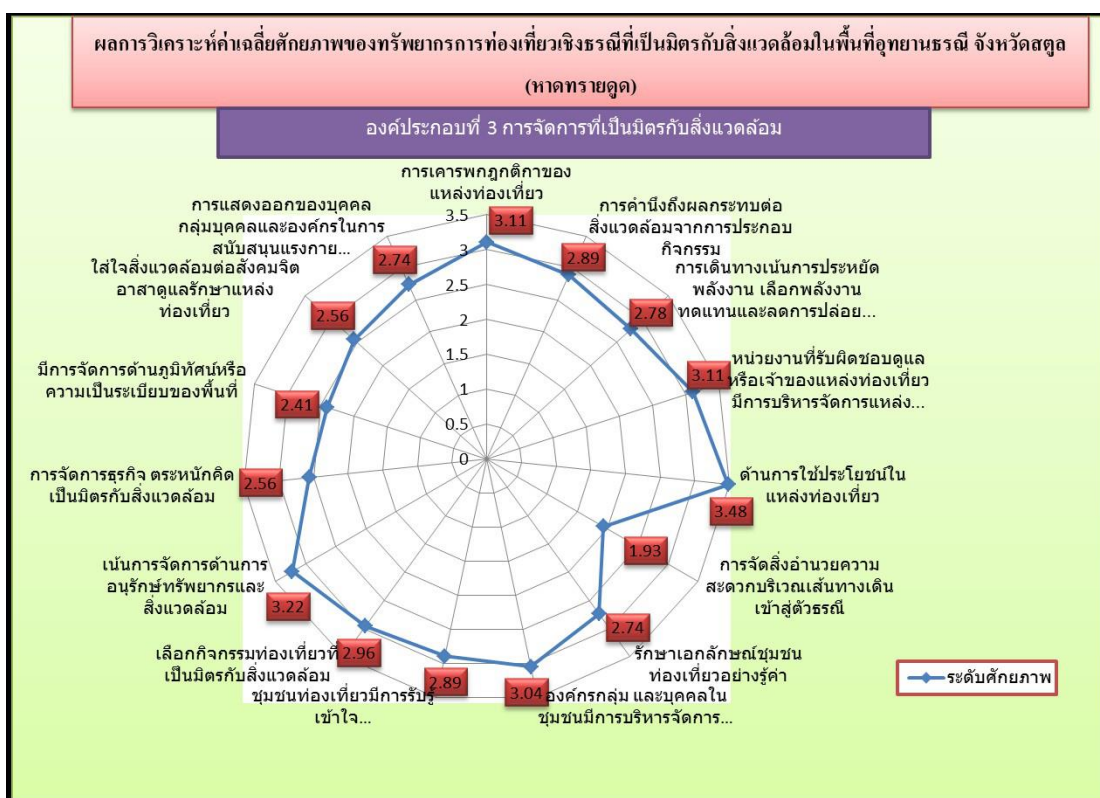 ผลการวิเคราะห์ค่าเฉลี่ยศักยภาพของทรัพยากรการท่องเที่ยวเชิงธรณีที่เป็นมิตรกับสิ่งแวดล้อมในพื้นที่อุทยานธรณี จังหวัดสตูล
(หาดทรายดูด)
องค์ประกอบที่ 3 การจัดการที่เป็นมิตรกับสิ่งแวดล้อม
การเคารพกฎกติกาของ
แหล่งท่องเที่ยว
3.11
การคำนึงถึงผลกระทบต่อ
สิ่งแวดล้อมจากการประกอบ
กิจกรรม
2.89
การเดินทางเน้นการประหยัด
พลังงาน เลือกพลังงาน
ทดแทนและลดการปล่อย...
2.78
หน่วยงานที่รับผิดชอบดูแล
หรือเจ้าของแหล่งท่องเที่ยว
มีการบริหารจัดการแหล่ง...
3.11
ด้านการใช้ประโยชน์ใน
แหล่งท่องเที่ยว
3.48
การจัดสิ่งอำนวยความ
สะดวกบริเวณเส้นทางเดิน
เข้าสู่ตัวธรณี
1.93
รักษาเอกลักษณ์ชุมชน
ท่องเที่ยวอย่างรู้ค่า
2.74
องค์กรกลุ่ม และบุคคลใน
ชุมชนมีการบริหารจัดการ...
3.04
ชุมชนท่องเที่ยวมีการรับรู้
เข้าใจ...
2.89
เลือกกิจกรรมท่องเที่ยวที่
เป็นมิตรกับสิ่งแวดล้อม
2.96
เน้นการจัดการด้านการ
อนุรักษ์ทรัพยากรและ
สิ่งแวดล้อม
3.22
การจัดการธุรกิจ ตระหนักคิด
เป็นมิตรกับสิ่งแวดล้อม
2.56
มีการจัดการด้านภูมิทัศน์หรือ
ความเป็นระเบียบของพื้นที่
2.41
ใส่ใจสิ่งแวดล้อมต่อสังคมจิต
อาสาดูแลรักษาแหล่ง
ท่องเที่ยว
2.56
การแสดงออกของบุคคล
กลุ่มบุคคลและองค์กรในการ
สนับสนุนแรงกาย...
2.74
3.5
3
2.5
2
1.5
1
0.5
0
ระดับศักยภาพ